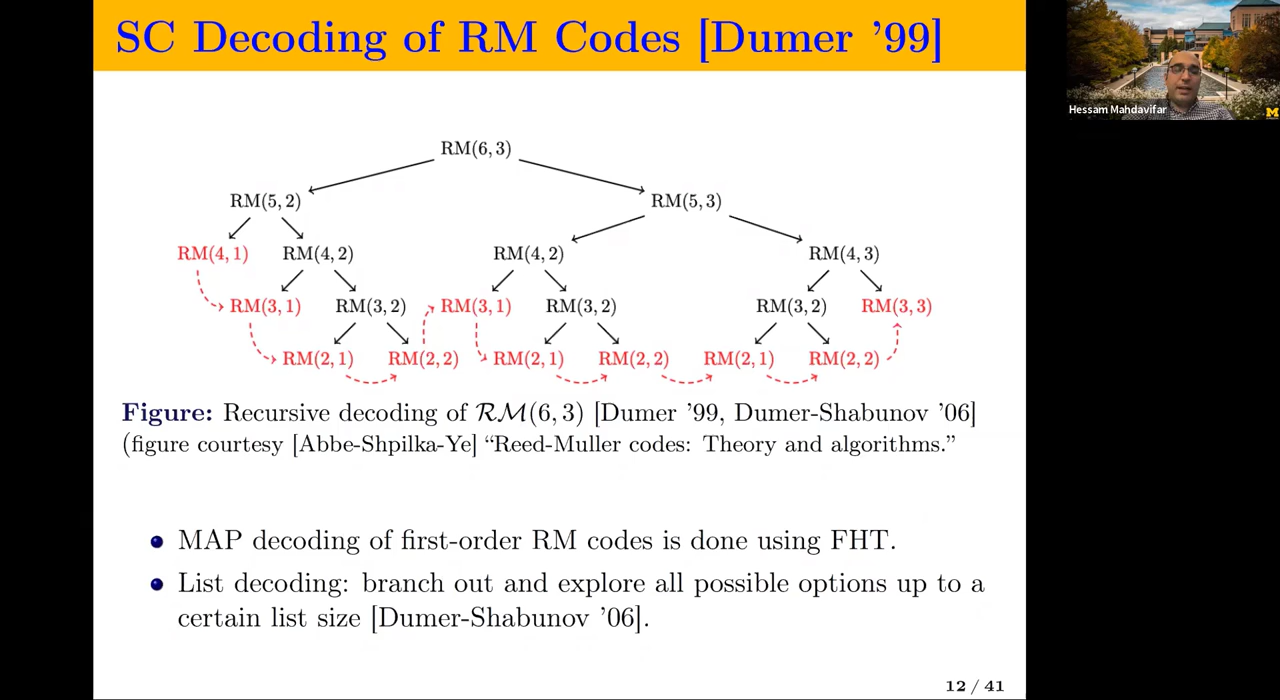 SC Decoding of RM Codes [Dumer ’99]
Hessam Mahdavifar
M
RM(6, 3)
RM(5, 2) RM(5, 3)
RM(4, 1) RM(4, 2) RM(4, 2) RM(4, 3)
RM(3, 1) RM(3, 2) RM(3, 1) RM(3, 2) RM(3, 2) RM(3, 3)
RM(2, 1) RM(2, 2) RM(2, 1) RM(2, 2) RM(2, 1) RM(2, 2)
Figure: Recursive decoding of ℛℳ(6, 3) [Dumer ’99, Dumer-Shabunov ’06]
(figure courtesy [Abbe-Shpilka-Ye] “Reed-Muller codes: Theory and algorithms.”
MAP decoding of first-order RM codes is done using FHT.
List decoding: branch out and explore all possible options up to a
certain list size [Dumer-Shabunov ’06].
12 / 41